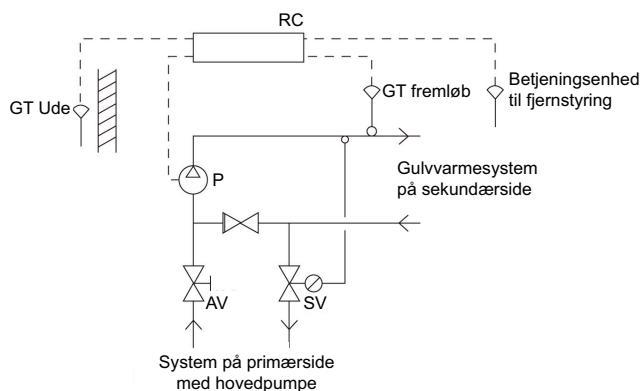 RC
GT Ude
GT fremløb
Betjeningsenhed
til fjernstyring
P
Gulvvarmesystem
på sekundærside
AV
SV
System på primærside
med hovedpumpe